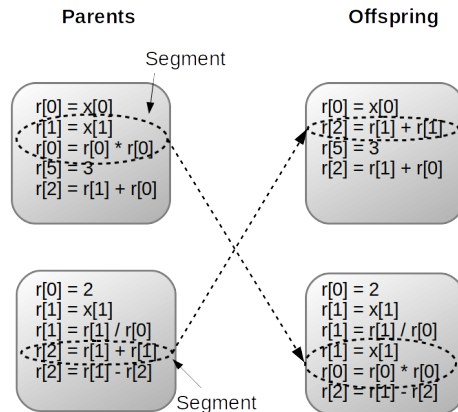 Parents
Offspring
Segment
r[0] = x[0]
r[1] = x[1]
r[0] = r[0] * r[0]
r[5] = 3
r[2] = r[1] + r[0]
r[0] = x[0]
r[2] = r[1] + r[1]
r[5] = 3
r[2] = r[1] + r[0]
r[0] = 2
r[1] = x[1]
r[1] = r[1] / r[0]
r[2] = r[1] + r[1]
r[2] = r[1] - r[2]
Segment
r[0] = 2
r[1] = x[1]
r[1] = r[1] / r[0]
r[1] = x[1]
r[0] = r[0] * r[0]
r[2] = r[1] - r[2]